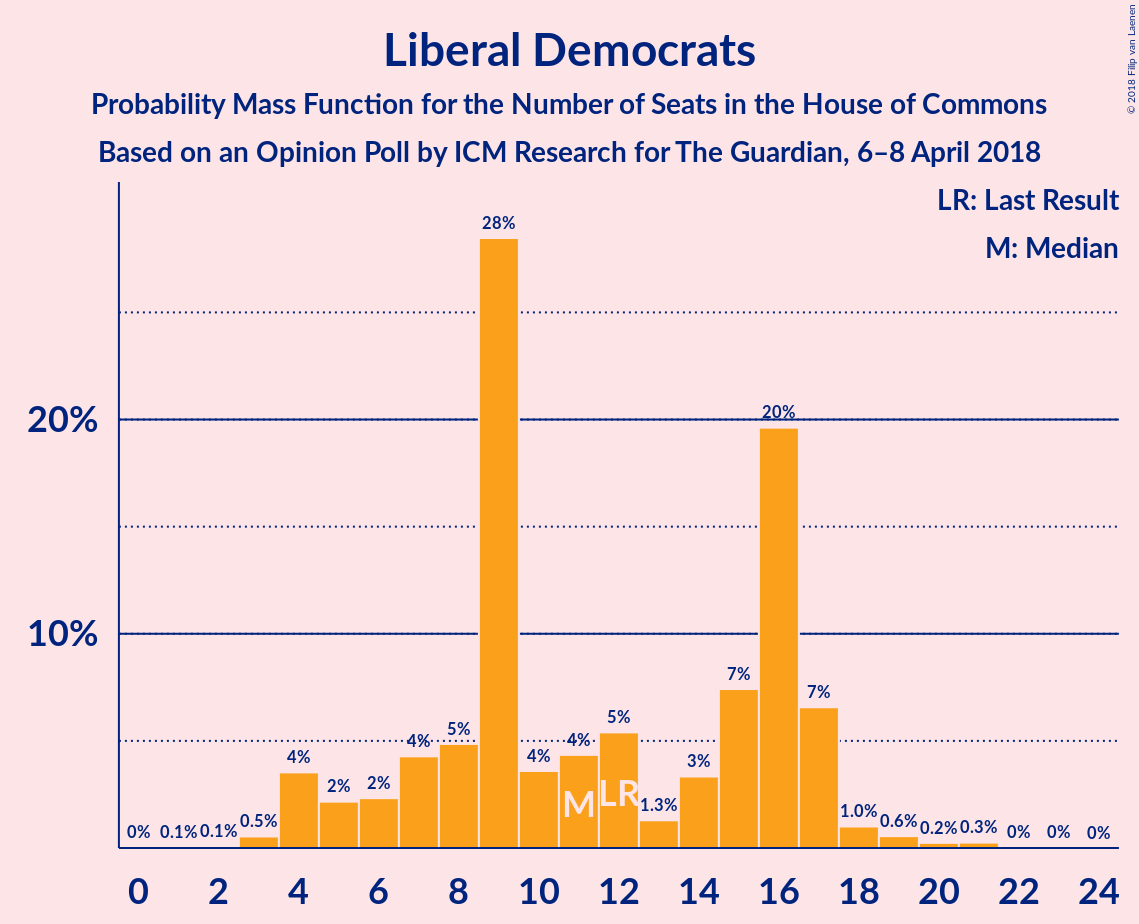 Liberal Democrats
Probability Mass Function for the Number of Seats in the House of Commons
Based on an Opinion Poll by ICM Research for The Guardian, 6–8 April 2018
© 2018 Filip van Laenen
LR: Last Result
M: Median
20%
10%
0% 0.1% 0.1% 0.5% 4% 2% 2% 4% 5% 28% 4% 4% 5% 1.3% 3% 7% 20% 7% 1.0% 0.6% 0.2% 0.3% 0% 0% 0%
M LR
0 2 4 6 8 10 12 14 16 18 20 22 24